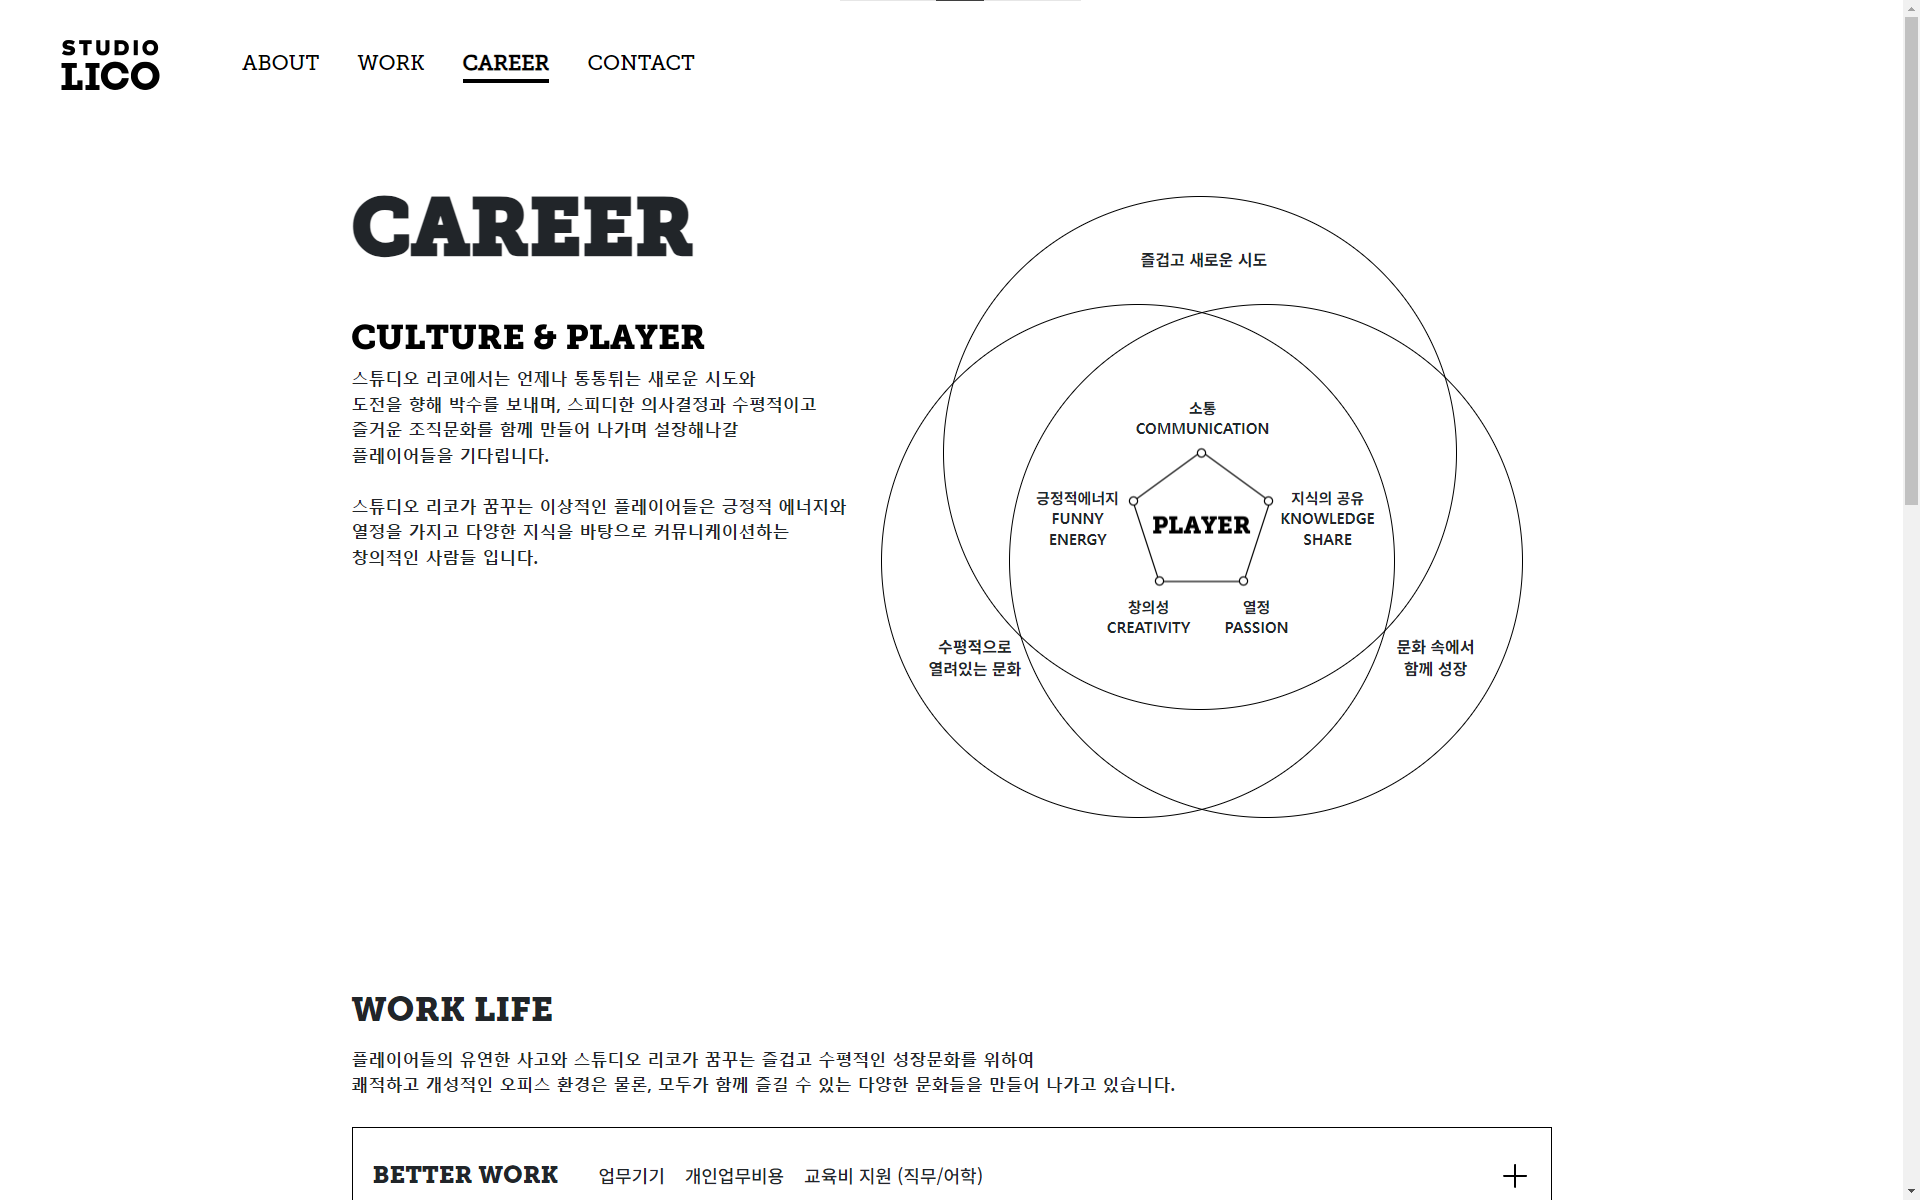 STUDIO
LICO
ABOUT WORK CAREER CONTACT
CAREER
CULTURE & PLAYER
스튜디오 리코에서는 언제나 통통튀는 새로운 시도와
도전을 향해 박수를 보내며, 스피디한 의사결정과 수평적이고
즐거운 조직문화를 함께 만들어 나가며 설장해나갈
플레이어들을 기다립니다.
스튜디오 리코가 꿈꾸는 이상적인 플레이어들은 긍정적 에너지와
열정을 가지고 다양한 지식을 바탕으로 커뮤니케이션하는
창의적인 사람들 입니다.
즐겁고 새로운 시도
소통
COMMUNICATION
긍정적에너지
FUNNY
ENERGY
지식의 공유
KNOWLEDGE
SHARE
PLAYER
창의성
CREATIVITY
열정
PASSION
수평적으로
열려있는 문화
문화 속에서
함께 성장
WORK LIFE
플레이어들의 유연한 사고와 스튜디오 리코가 꿈꾸는 즐겁고 수평적인 성장문화를 위하여
쾌적하고 개성적인 오피스 환경은 물론, 모두가 함께 즐길 수 있는 다양한 문화들을 만들어 나가고 있습니다.
BETTER WORK 업무기기 개인업무비용 교육비 지원 (직무/어학)